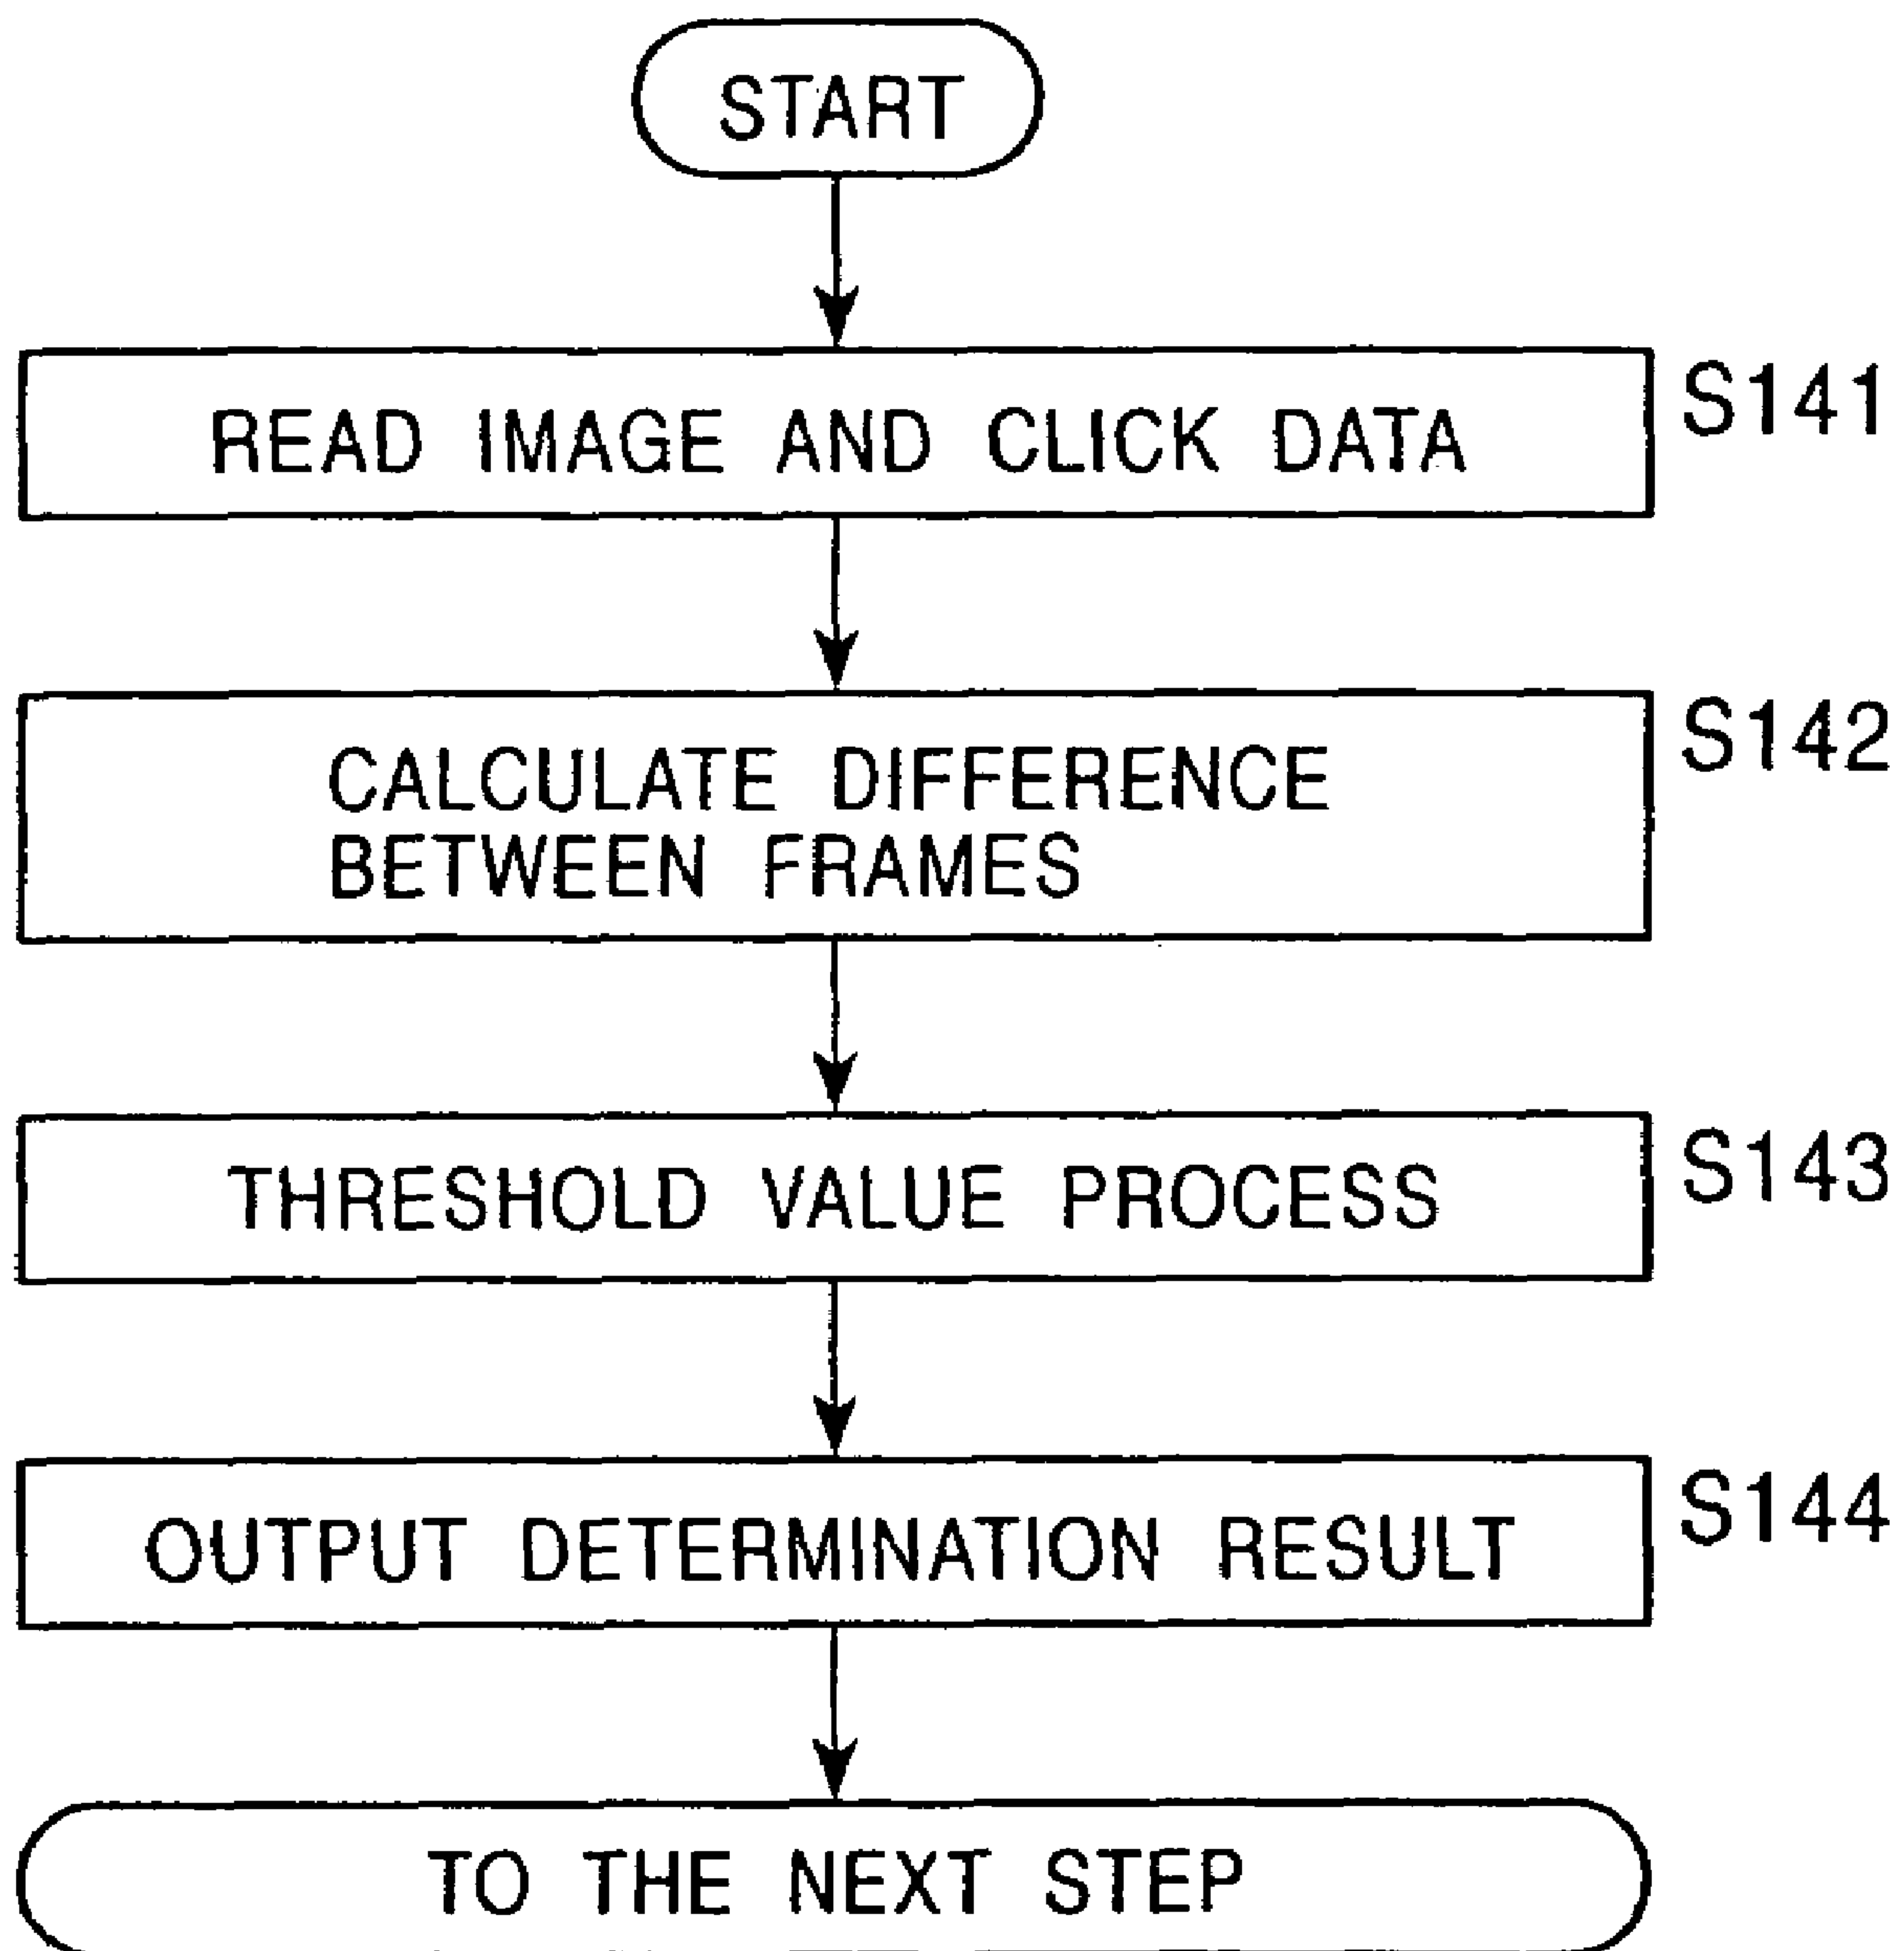 START
READ IMAGE AND CLICK DATA
S141
CALCULATE DIFFERENCE
BETWEEN FRAMES
S142
THRESHOLD VALUE PROCESS
S143
OUTPUT DETERMINATION RESULT
S144
TO THE NEXT STEP